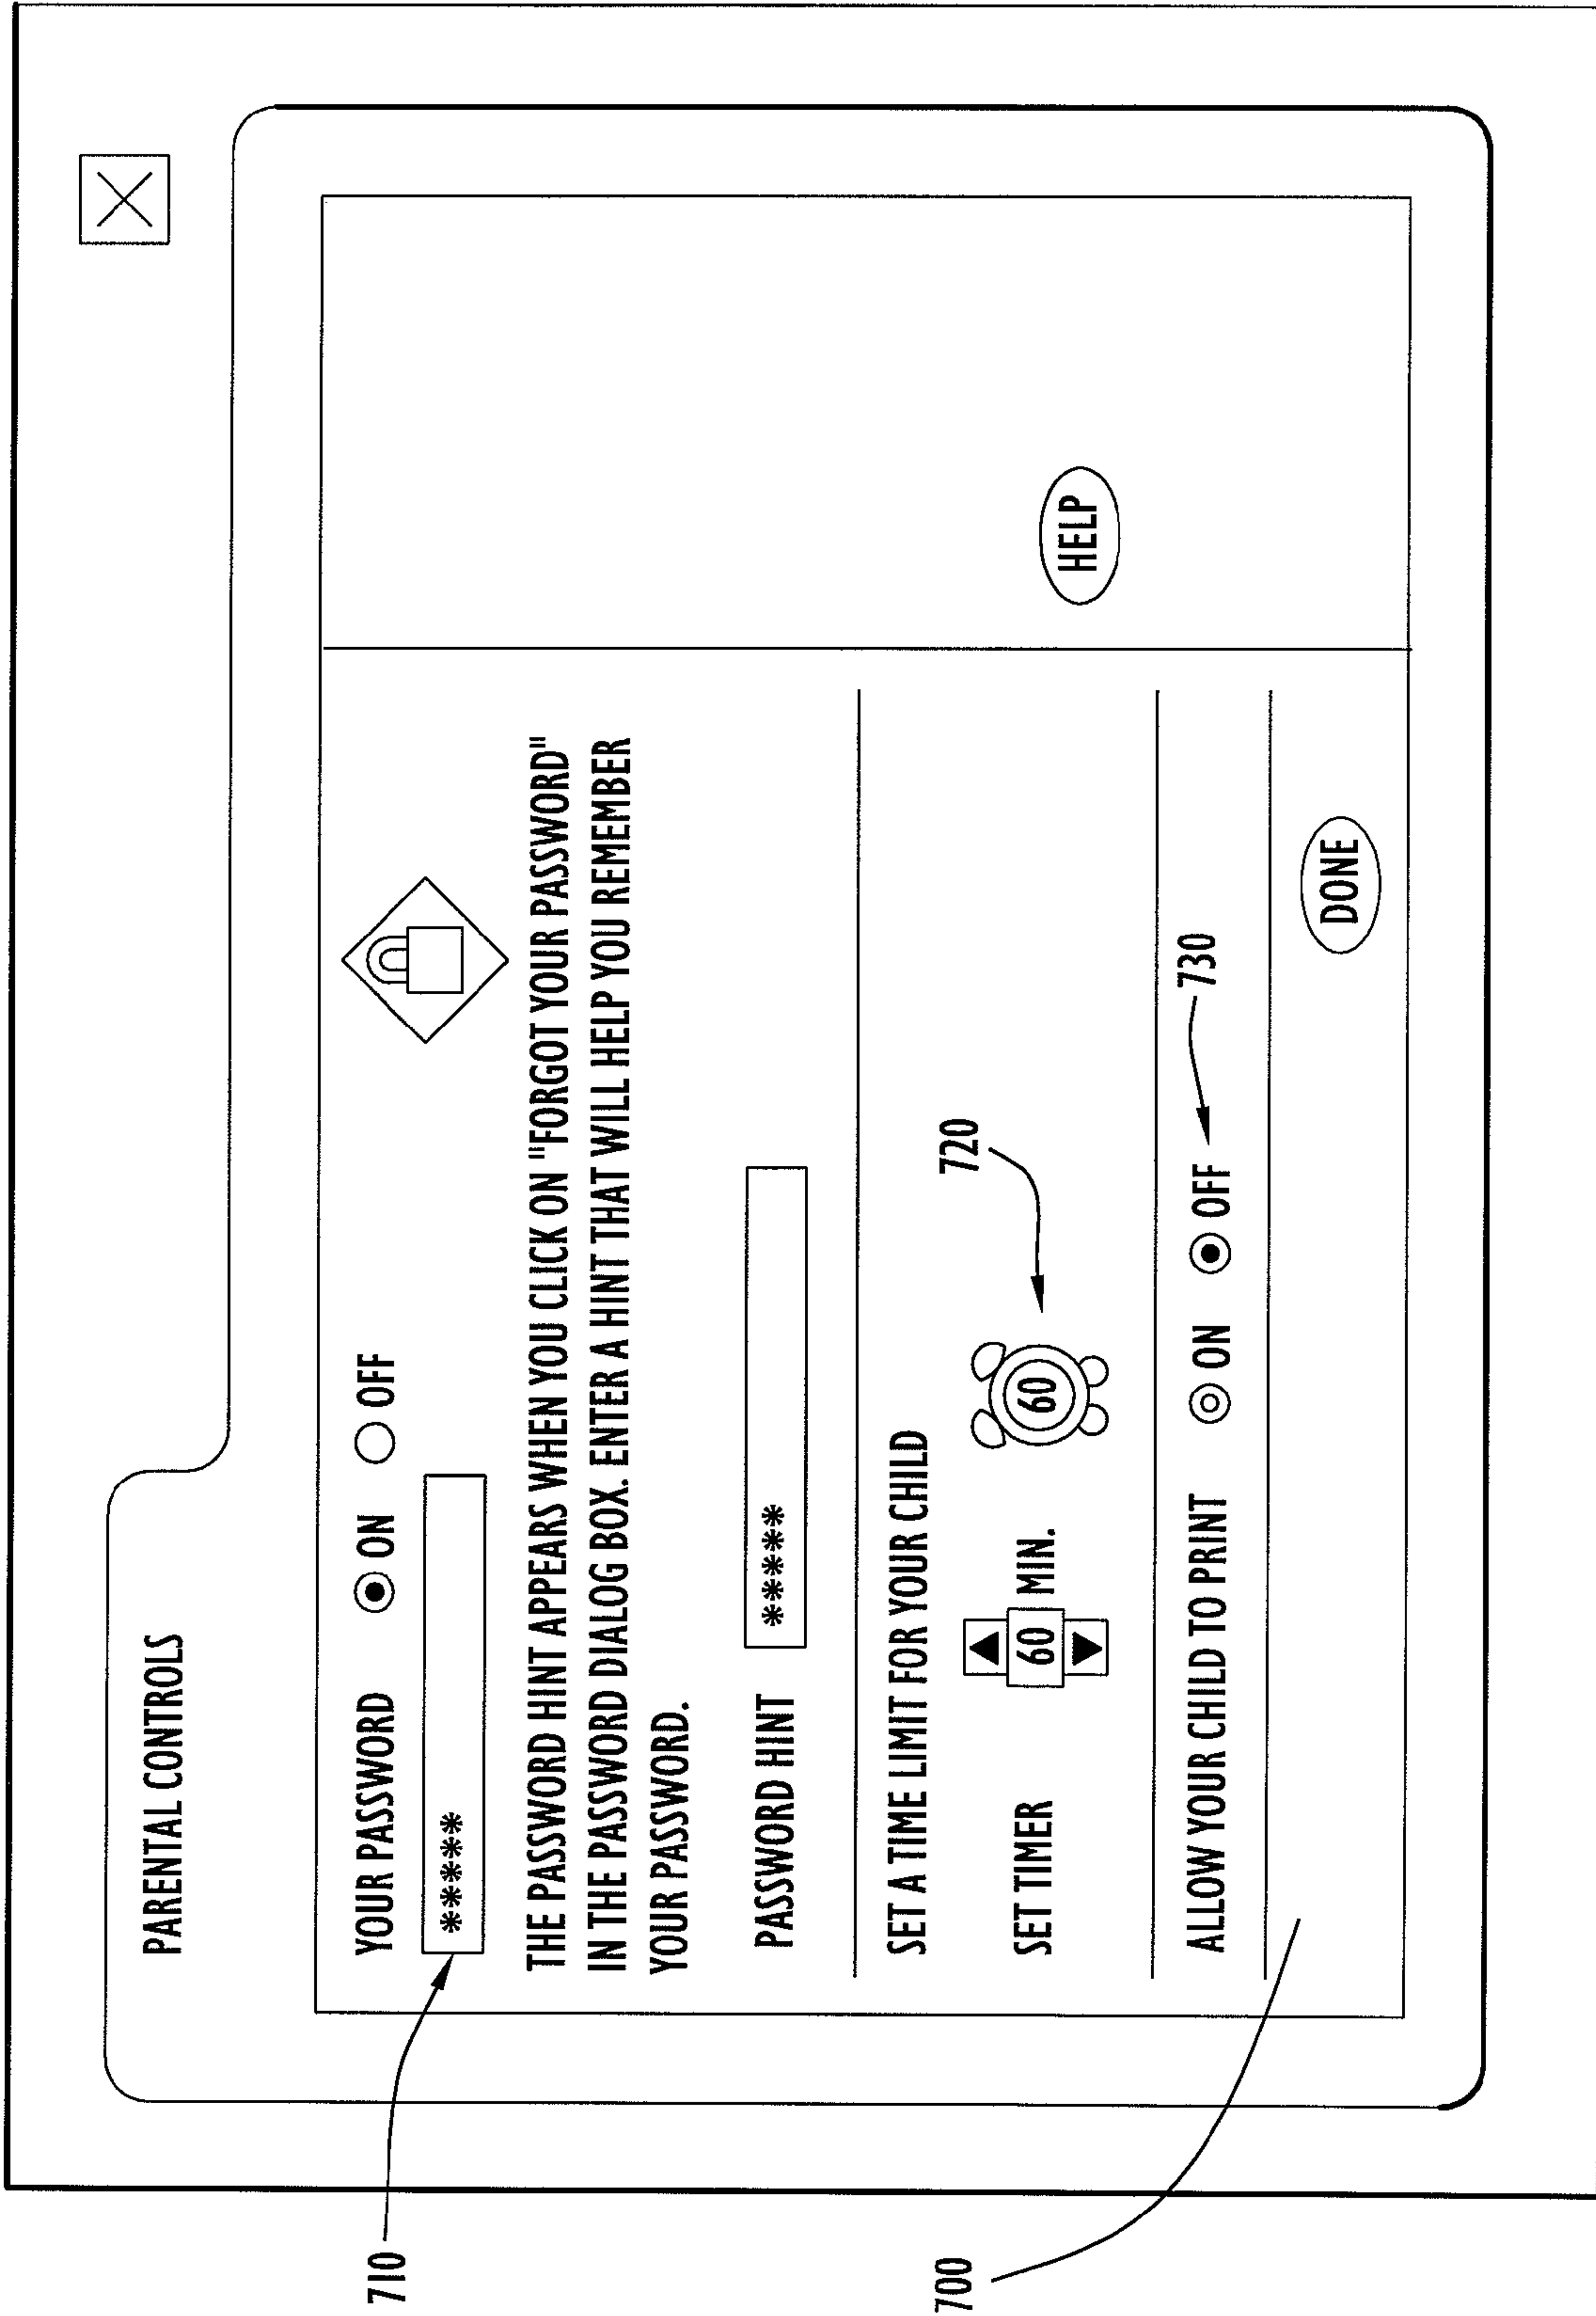 PARENTAL CONTROLS
YOUR PASSWORD ON OFF
*****
710
THE PASSWORD HINT APPEARS WHEN YOU CLICK ON "FORGOT YOUR PASSWORD"
IN THE PASSWORD DIALOG BOX. ENTER A HINT THAT WILL HELP YOU REMEMBER
YOUR PASSWORD.
PASSWORD HINT *****
SET A TIME LIMIT FOR YOUR CHILD
720
SET TIMER 60 MIN. 60
HELP
ALLOW YOUR CHILD TO PRINT ON OFF
730
DONE
700